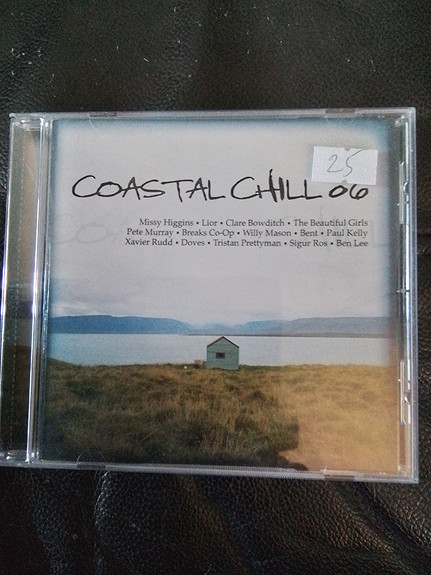 25
COASTAL CHILL 06
Missy Higgins • Lior • Clare Bowditch • The Beautiful Girls
Pete Murray • Breaks Co-Op • Willy Mason • Bent • Paul Kelly
Xavier Rudd • Doves • Tristan Prettyman • Sigur Ros • Ben Lee